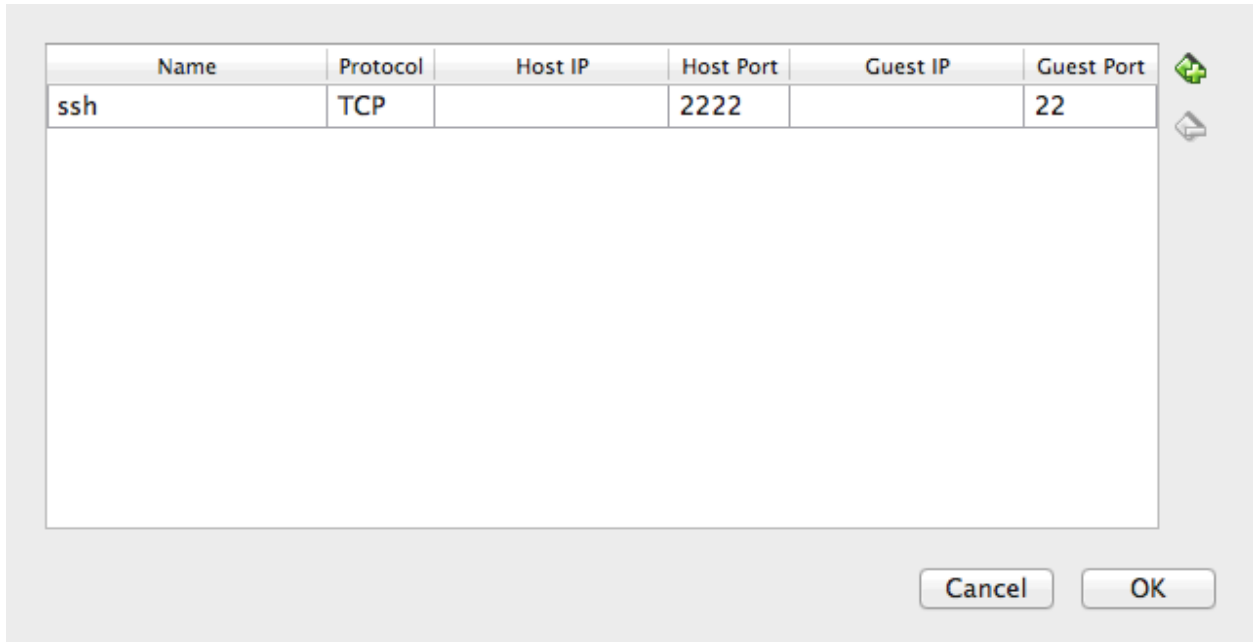 Name Protocol Host IP Host Port Guest IP Guest Port
ssh TCP 2222 22
Cancel OK